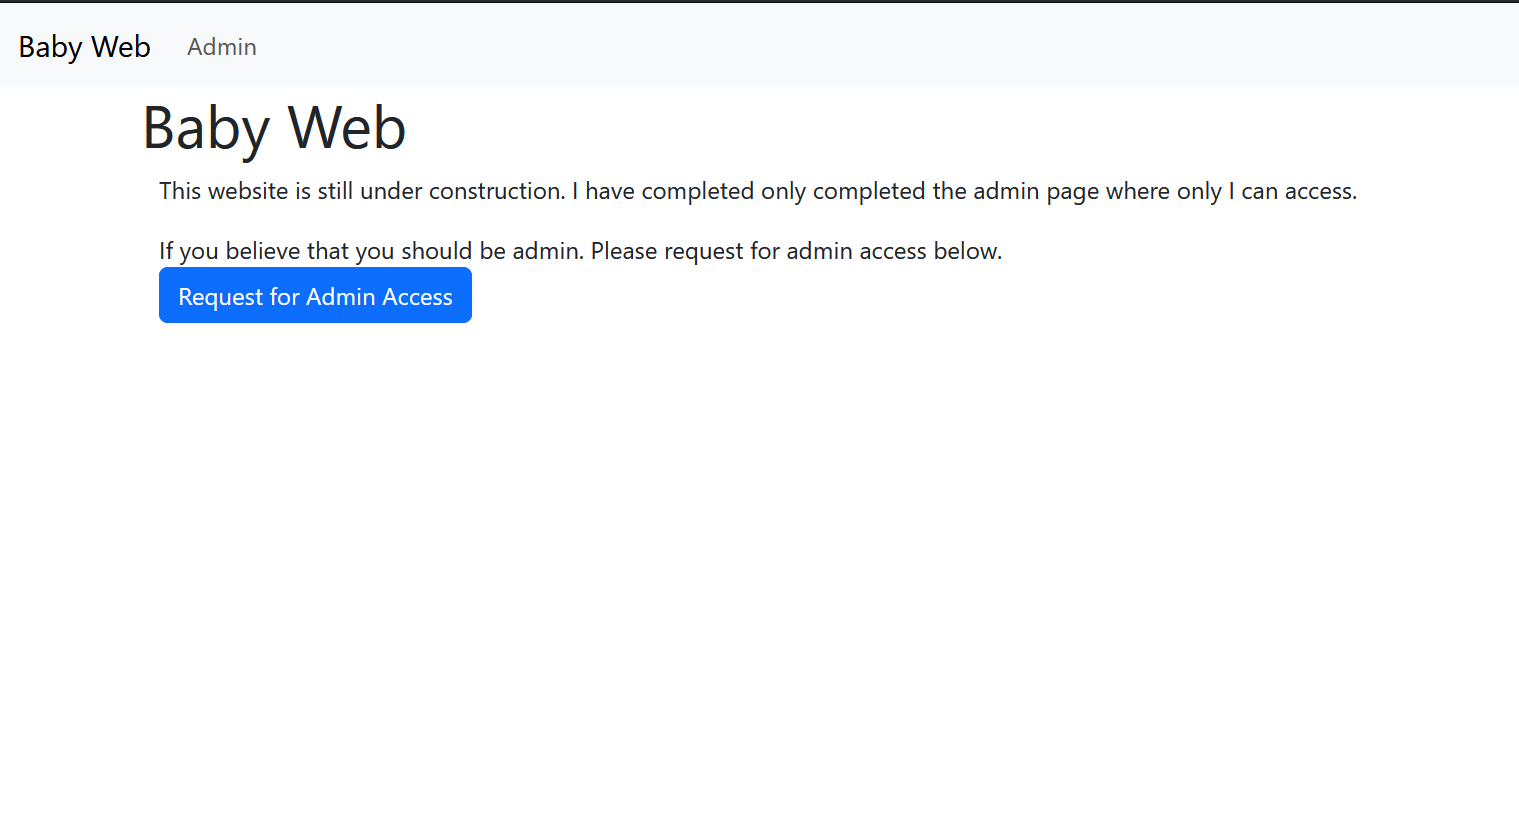 Baby Web Admin
Baby Web
This website is still under construction. I have completed only completed the admin page where only I can access.
If you believe that you should be admin. Please request for admin access below.
Request for Admin Access